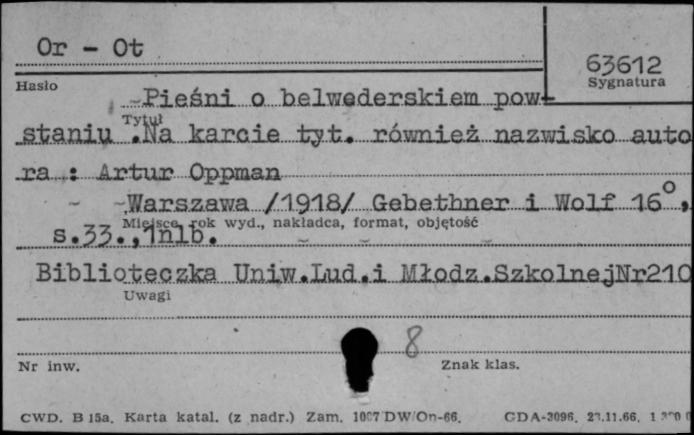 Or - Ot
63612
Hasło
Sygnatura
Pieśni o belwederskiem pow-
Tytuł
staniu .Na karcie tyt. również nazwisko auto
ra : Artur Oppman
Warszawa /1918/ Gebethner i Wolf 16°,
Miejsce, rok wyd., nakładca, format, objętość
s.33., 1nlb.
Biblioteczka Uniw.Lud.i Młodz.SzkolnejNr210
Uwagi
8
Nr inw.
Znak klas.
CWD. B 15a. Karta katal. (z nadr.) Zam. 1007 DW/On-66. GDA-3096. 11.66.